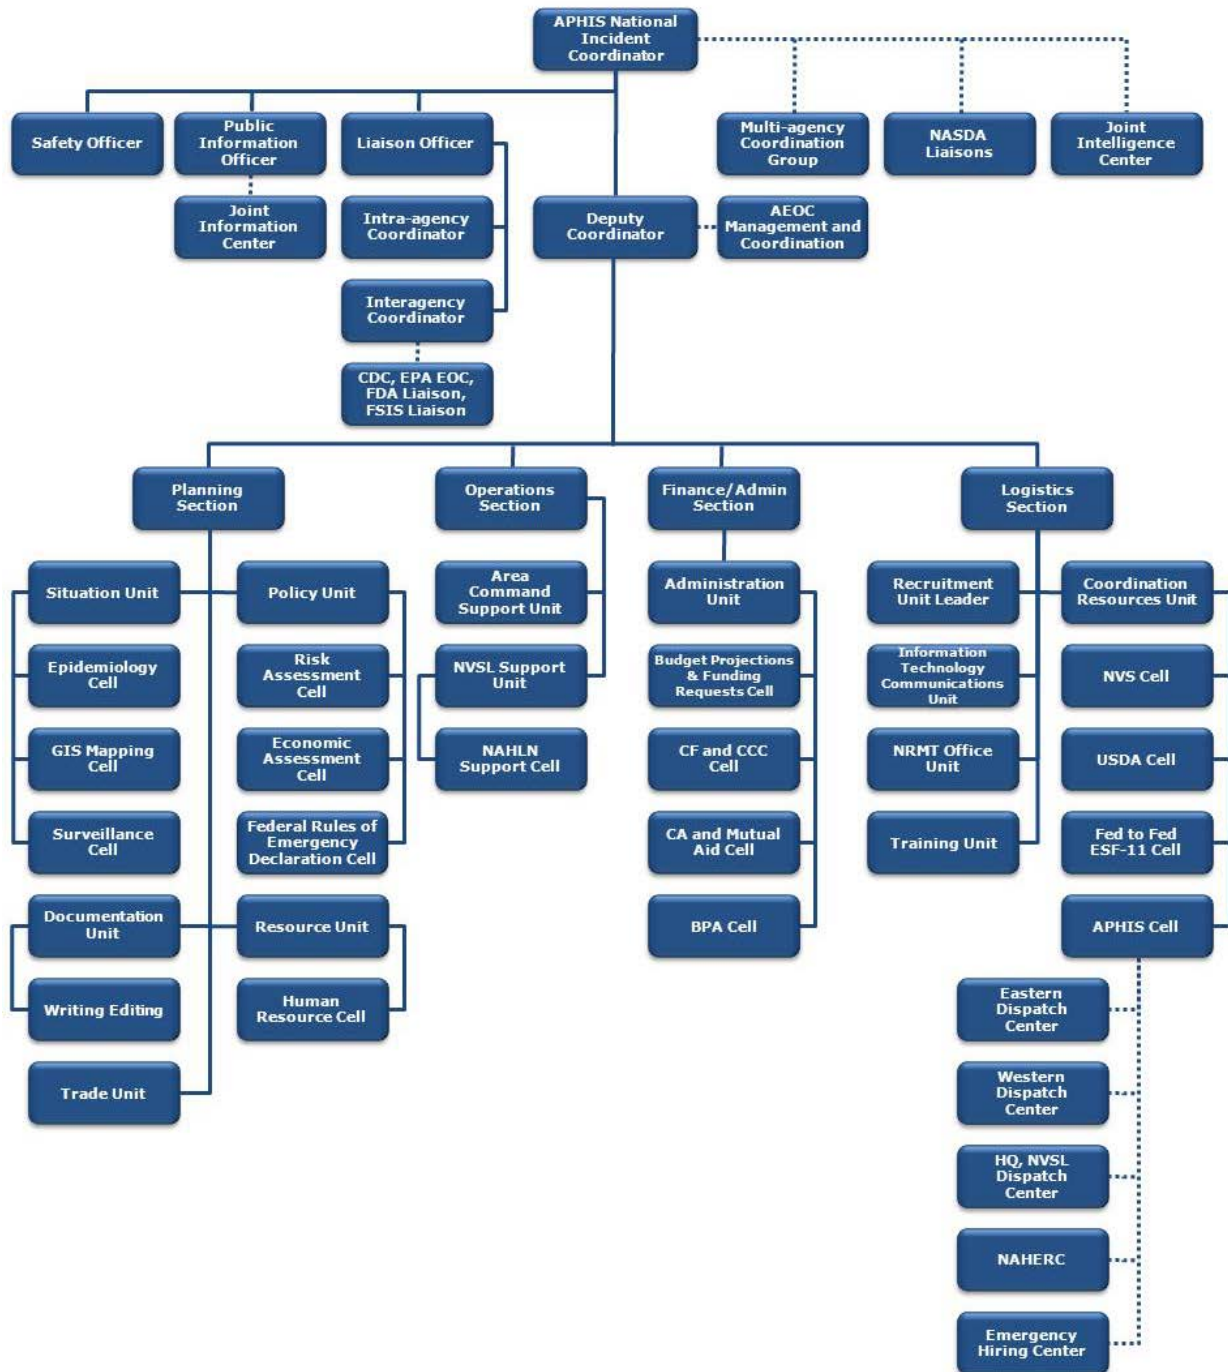 APHIS National
Incident
Coordinator
Safety Officer
Public
Information
Officer
Liaison Officer
Multi-agency
Coordination
Group
NASDA
Liaisons
Joint
Intelligence
Center
Joint
Information
Center
Intra-agency
Coordinator
Deputy
Coordinator
AEOC
Management and
Coordination
Interagency
Coordinator
CDC, EPA EOC,
FDA Liaison,
FSIS Liaison
Planning
Section
Operations
Section
Finance/Admin
Section
Logistics
Section
Situation Unit
Policy Unit
Area
Command
Support Unit
Administration
Unit
Recruitment
Unit Leader
Coordination
Resources Unit
Epidemiology
Cell
Risk
Assessment
Cell
NVSL Support
Unit
Budget Projections
& Funding
Requests Cell
Information
Technology
Communications
Unit
NVS Cell
GIS Mapping
Cell
Economic
Assessment
Cell
NAHLN
Support Cell
CF and CCC
Cell
NRMT Office
Unit
USDA Cell
Surveillance
Cell
Federal Rules of
Emergency
Declaration Cell
CA and Mutual
Aid Cell
Training Unit
Fed to Fed
ESF-11 Cell
Documentation
Unit
Resource Unit
BPA Cell
APHIS Cell
Writing Editing
Human
Resource Cell
Eastern
Dispatch
Center
Trade Unit
Western
Dispatch
Center
HQ, NVSL
Dispatch
Center
NAHERC
Emergency
Hiring Center